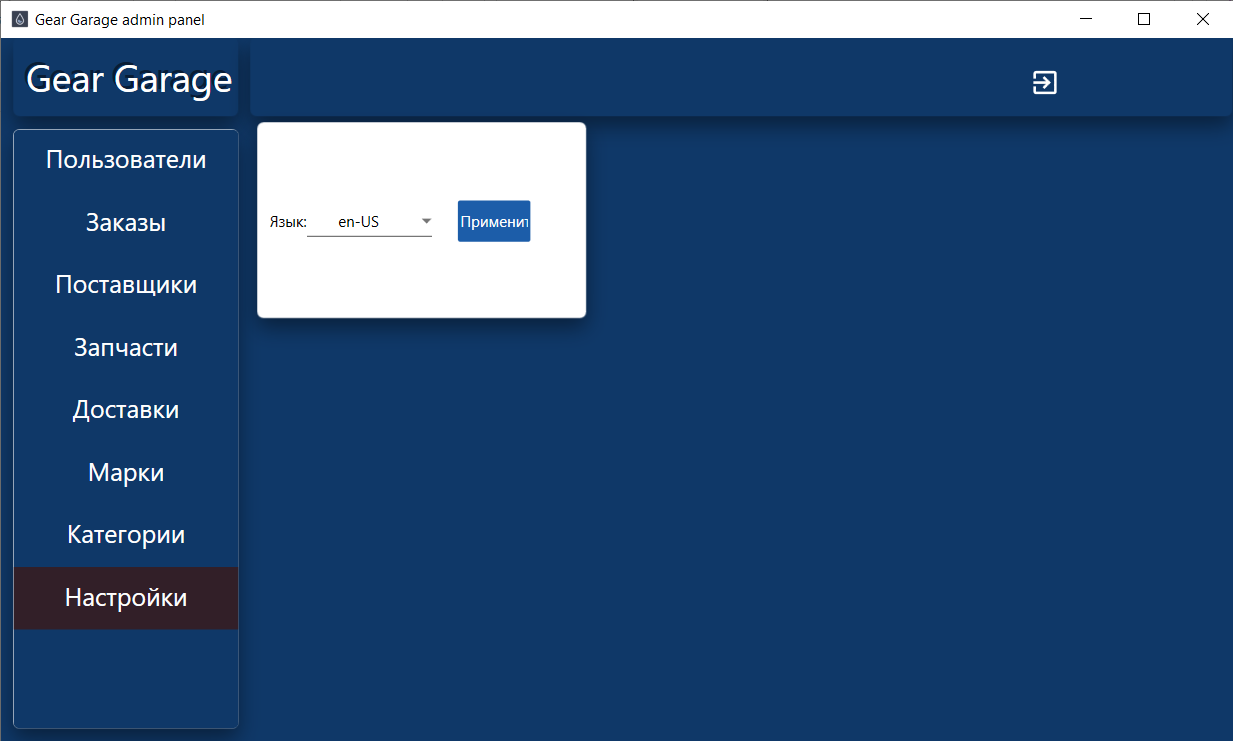 Gear Garage admin panel
Gear Garage
Пользователи
Заказы
Поставщики
Запчасти
Доставки
Марки
Категории
Настройки
Язык: en-US Применит